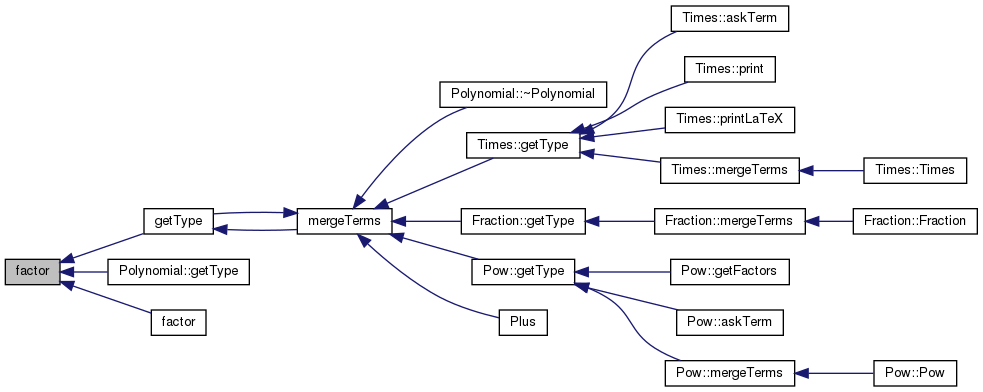 Times::askTerm
Times::print
Polynomial::~Polynomial
Times::printLaTeX
Times::getType
Times::mergeTerms
Times::Times
getType
mergeTerms
Fraction::getType
Fraction::mergeTerms
Fraction::Fraction
factor
Polynomial::getType
Pow::getType
Pow::getFactors
factor
Plus
Pow::askTerm
Pow::mergeTerms
Pow::Pow